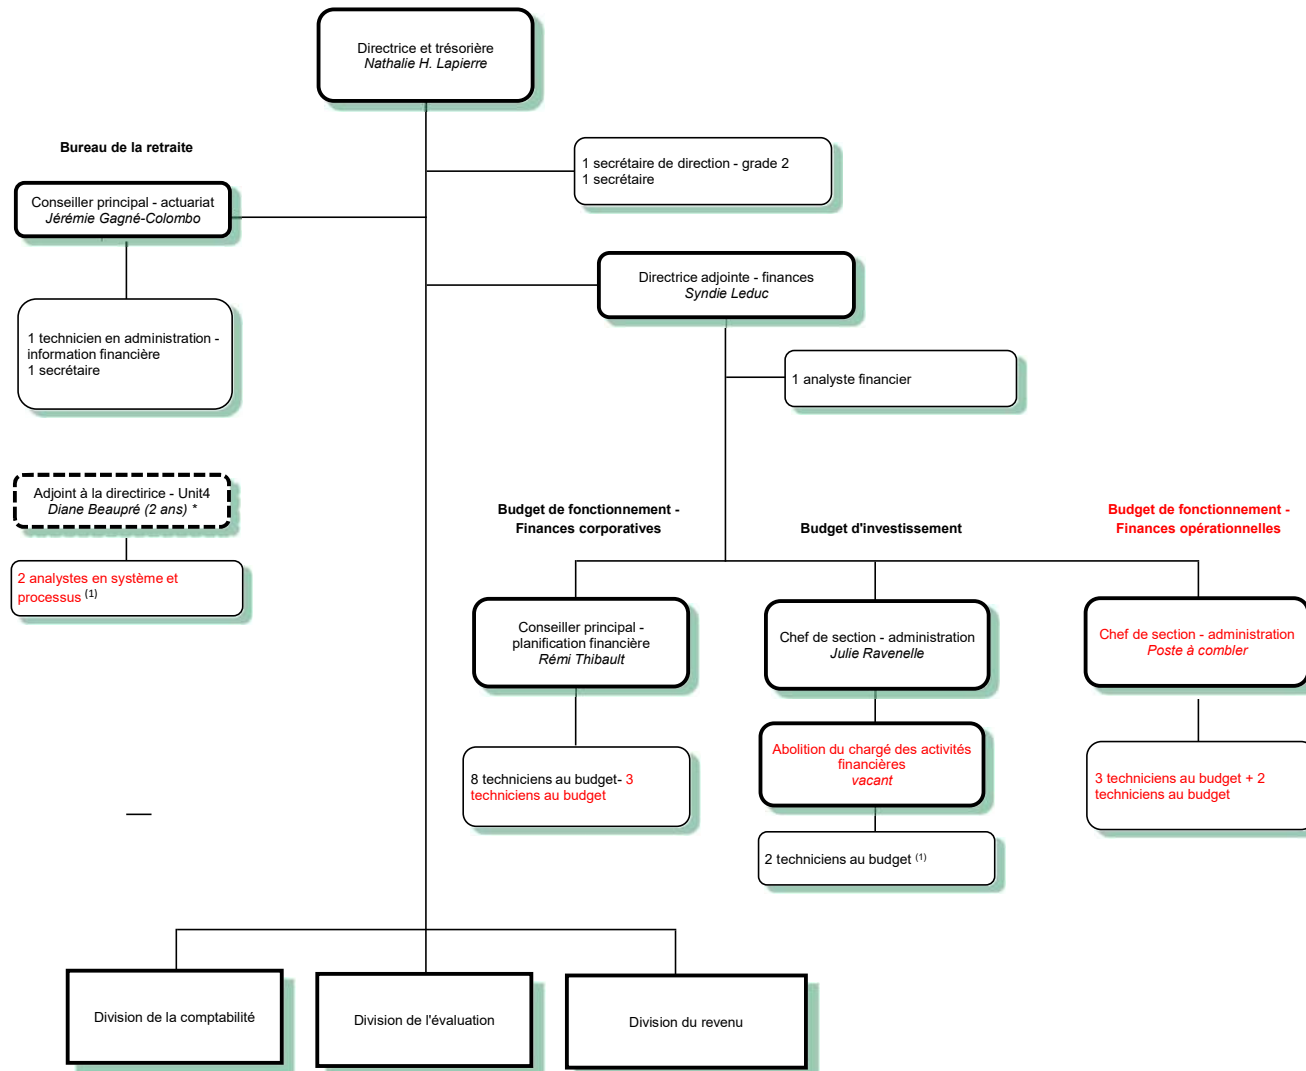 Directrice et trésorière
Nathalie H. Lapierre
Bureau de la retraite
1 secrétaire de direction - grade 2
1 secrétaire
Conseiller principal - actuariat
Jérémie Gagné-Colombo
Directrice adjointe - finances
Syndie Leduc
1 technicien en administration -
information financière
1 secrétaire
1 analyste financier
Adjoint à la directirice - Unit4
Diane Beaupré (2 ans) *
2 analystes en système et
processus (1)
Budget de fonctionnement -
Finances corporatives
Budget d'investissement
Budget de fonctionnement -
Finances opérationnelles
Conseiller principal -
planification financière
Rémi Thibault
Chef de section - administration
Julie Ravenelle
Chef de section - administration
Poste à combler
8 techniciens au budget- 3
techniciens au budget
Abolition du chargé des activités
financières
vacant
3 techniciens au budget + 2
techniciens au budget
2 techniciens au budget (1)
Division de la comptabilité
Division de l'évaluation
Division du revenu